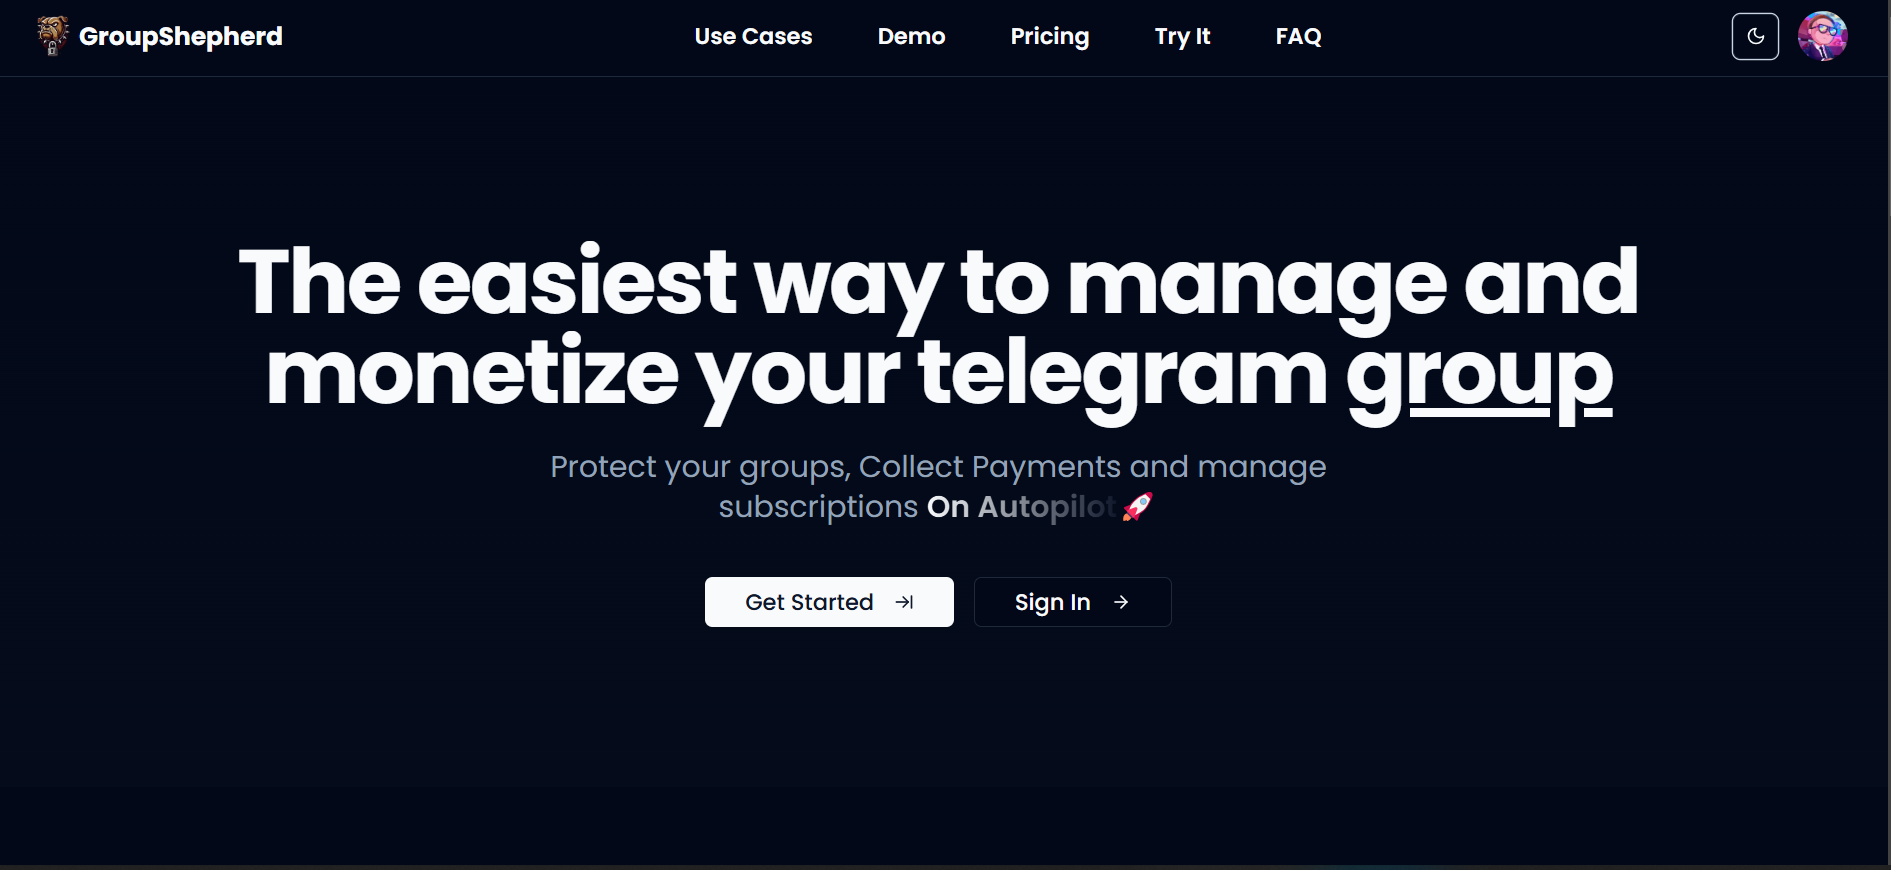 GroupShepherd
Use Cases
Demo
Pricing
Try It
FAQ
The easiest way to manage and
monetize your telegram group
Protect your groups, Collect Payments and manage
subscriptions On Autopilot 🚀
Get Started
Sign In